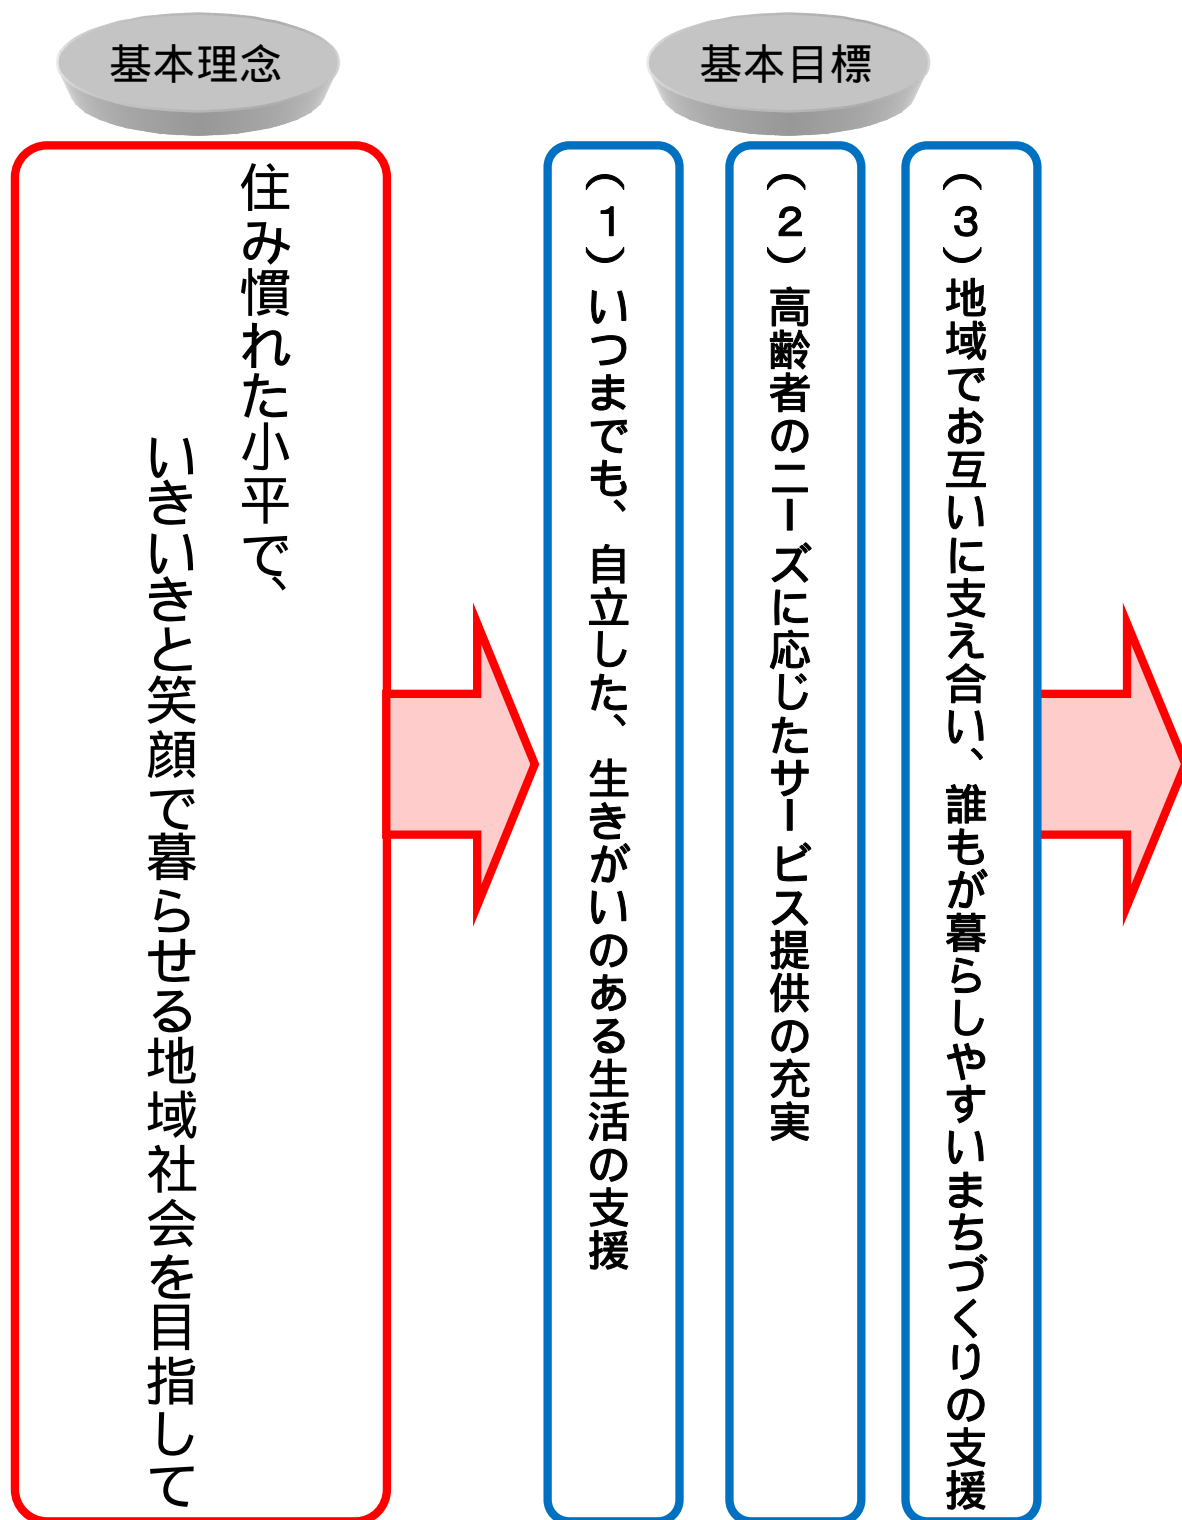 基本理念
住み慣れた小平で、
いきいきと笑顔で暮らせる地域社会を目指して
基本目標
（１）いつまでも、自立した、生きがいのある生活の支援
（２）高齢者のニーズに応じたサービス提供の充実
（３）地域でお互いに支え合い、誰もが暮らしやすいまちづくりの支援